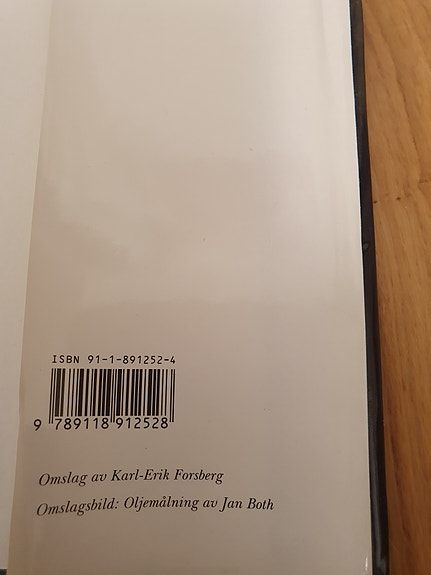 ISBN 91-1-891252-4
9 789118 912528
Omslag av Karl-Erik Forsberg
Omslagsbild: Oljemålning av Jan Both